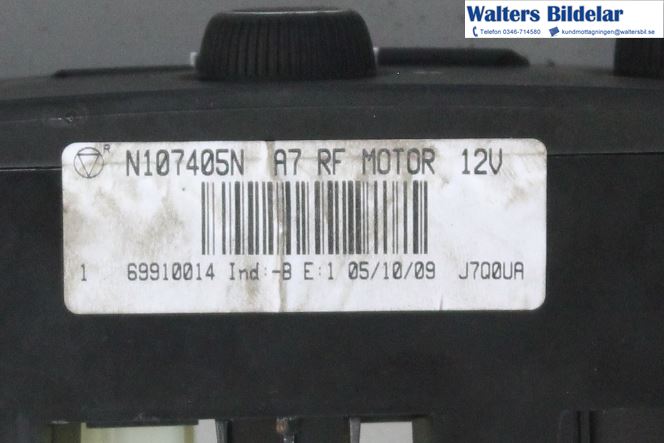 Walters Bildelar
Telefon 0346-714580 kundmottagningen@waltersbil.se
R N107405N A7 RF MOTOR 12V
1 69910014 Ind:-B E:1 05/10/09 J7Q0UA